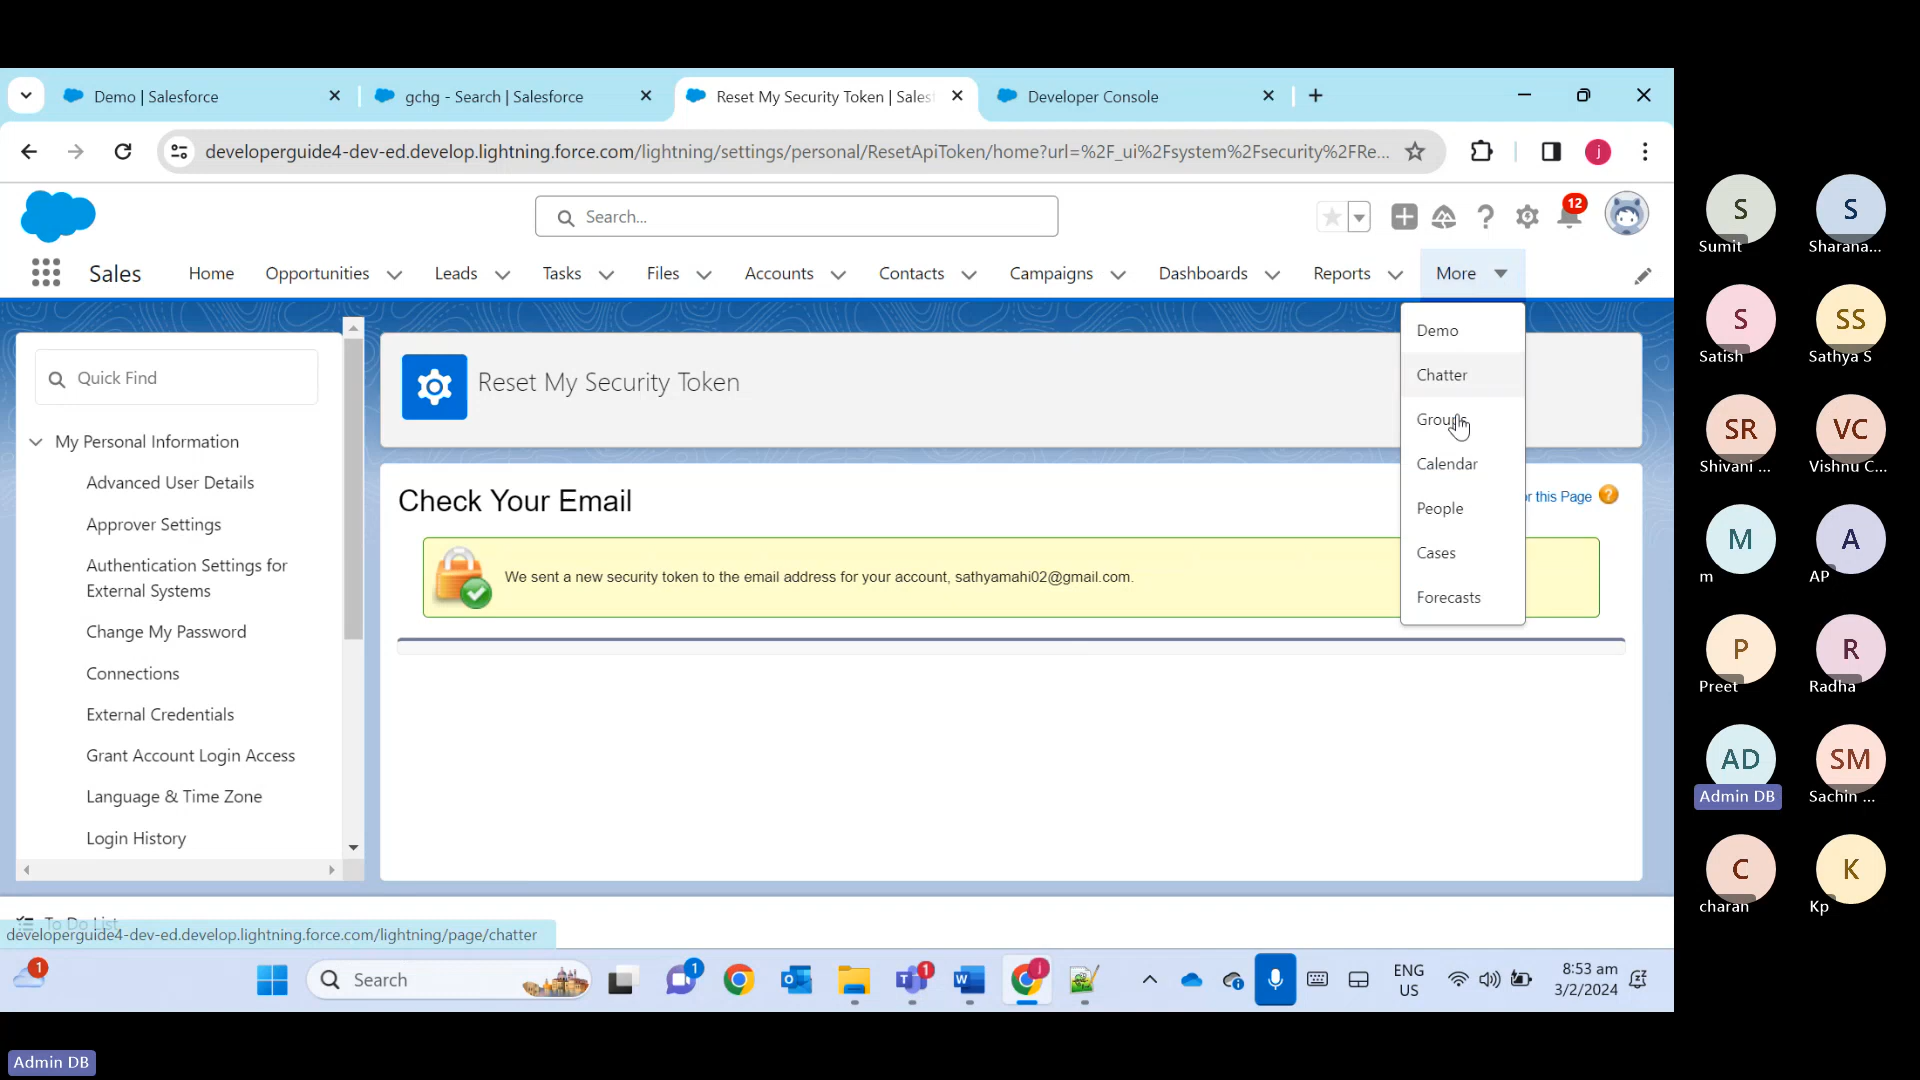 Demo | Salesforce
gchg - Search | Salesforce
Reset My Security Token | Sales
Developer Console
developerguide4-dev-ed.develop.lightning.force.com/lightning/settings/personal/ResetApiToken/home?url=%2F_ui%2Fsystem%2Fsecurity%2FRe...
j
Search...
12
Sales
Home
Opportunities
Leads
Tasks
Files
Accounts
Contacts
Campaigns
Dashboards
Reports
More
Demo
Chatter
Groups
Calendar
People
Cases
Forecasts
Quick Find
My Personal Information
Advanced User Details
Approver Settings
Authentication Settings for
External Systems
Change My Password
Connections
External Credentials
Grant Account Login Access
Language & Time Zone
Login History
Reset My Security Token
Check Your Email
or this Page
We sent a new security token to the email address for your account, sathyamahi02@gmail.com.
To Do List
developerguide4-dev-ed.develop.lightning.force.com/lightning/page/chatter
1
Search
1
1
j
ENG
US
8:53 am
3/2/2024
S
Sumit
S
Sharana...
S
Satish
SS
Sathya S
SR
Shivani ...
VC
Vishnu C...
M
m
A
AP
P
Preet
R
Radha
AD
Admin DB
SM
Sachin ...
C
charan
K
Kp
Admin DB